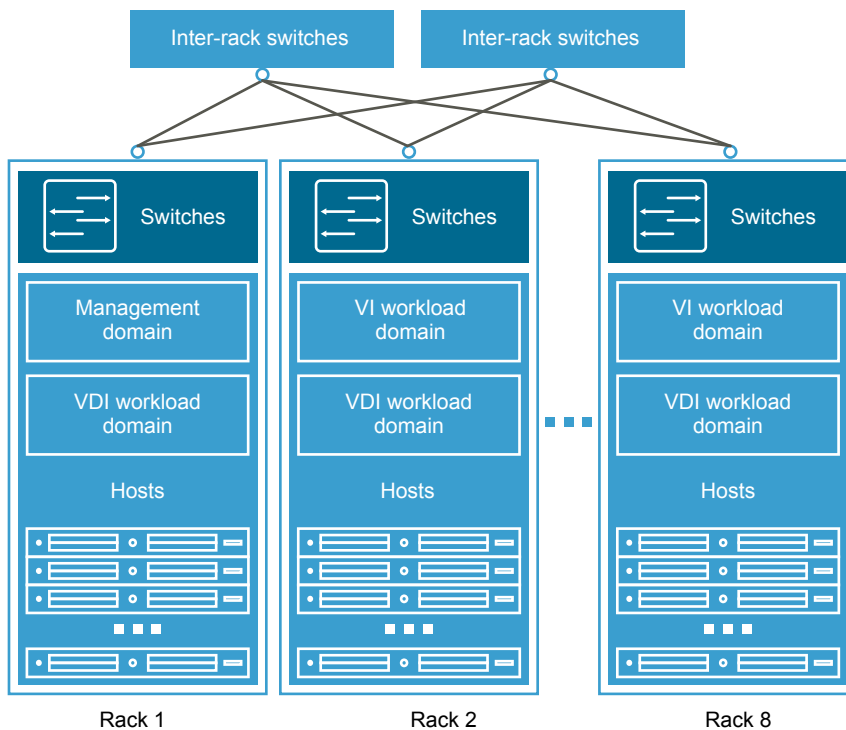 Inter-rack switches
Inter-rack switches
Switches
Switches
Switches
Management
domain
VI workload
domain
VI workload
domain
VDI workload
domain
VDI workload
domain
VDI workload
domain
Hosts
Hosts
Hosts
Rack 1
Rack 2
Rack 8